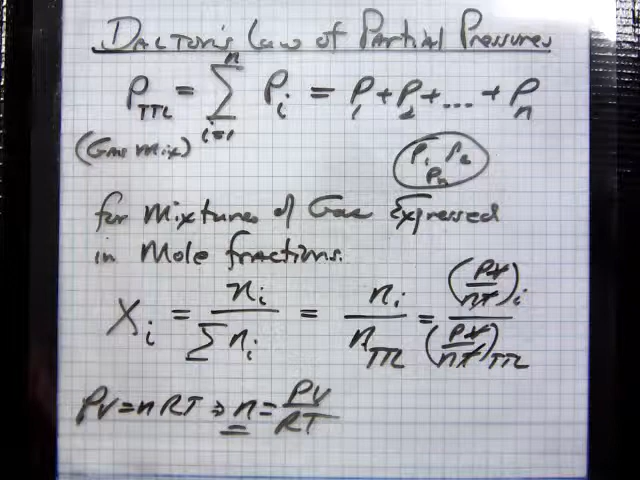 Dalton's Law of Partial Pressures
P_TTL = Σ_{i=1}^{n} P_i = P_1 + P_2 + ... + P_n
(Gas Mix)
P_1 P_2
P_n
for Mixtures of Gas Expressed
in Mole fractions.
X_i = n_i / Σ n_i = n_i / n_TTL = (PV/RT)_i / (PV/RT)_TTL
PV = nRT ⇒ n = PV/RT